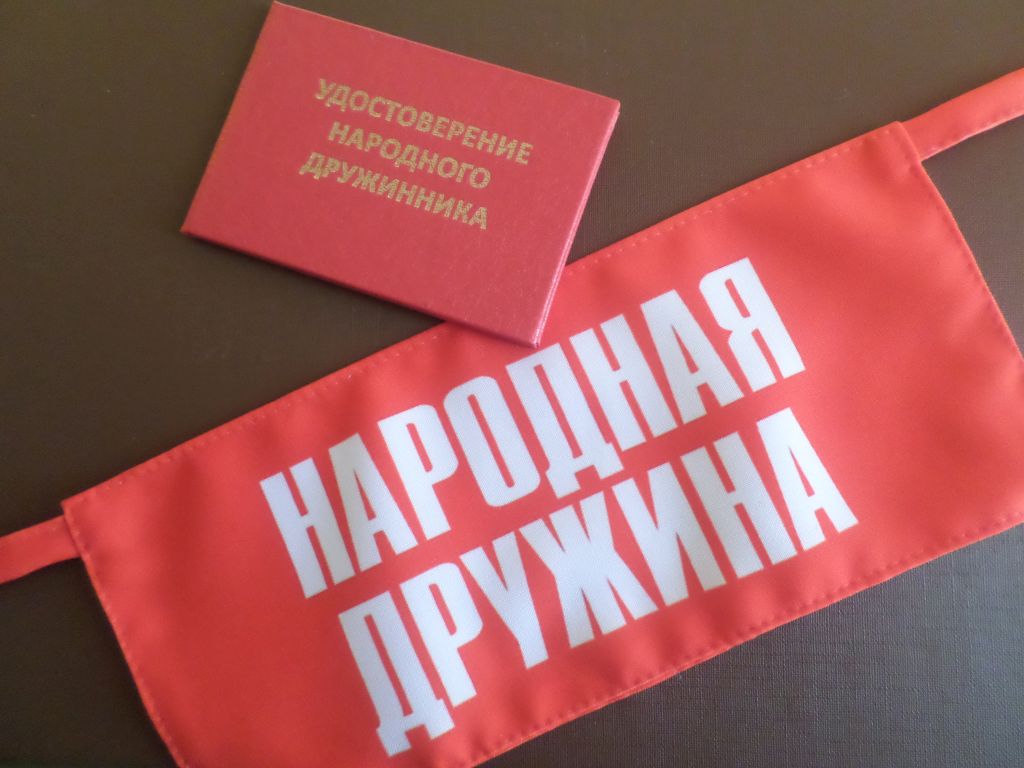 УДОСТОВЕРЕНИЕ
НАРОДНОГО
ДРУЖИННИКА
НАРОДНАЯ
ДРУЖИНА